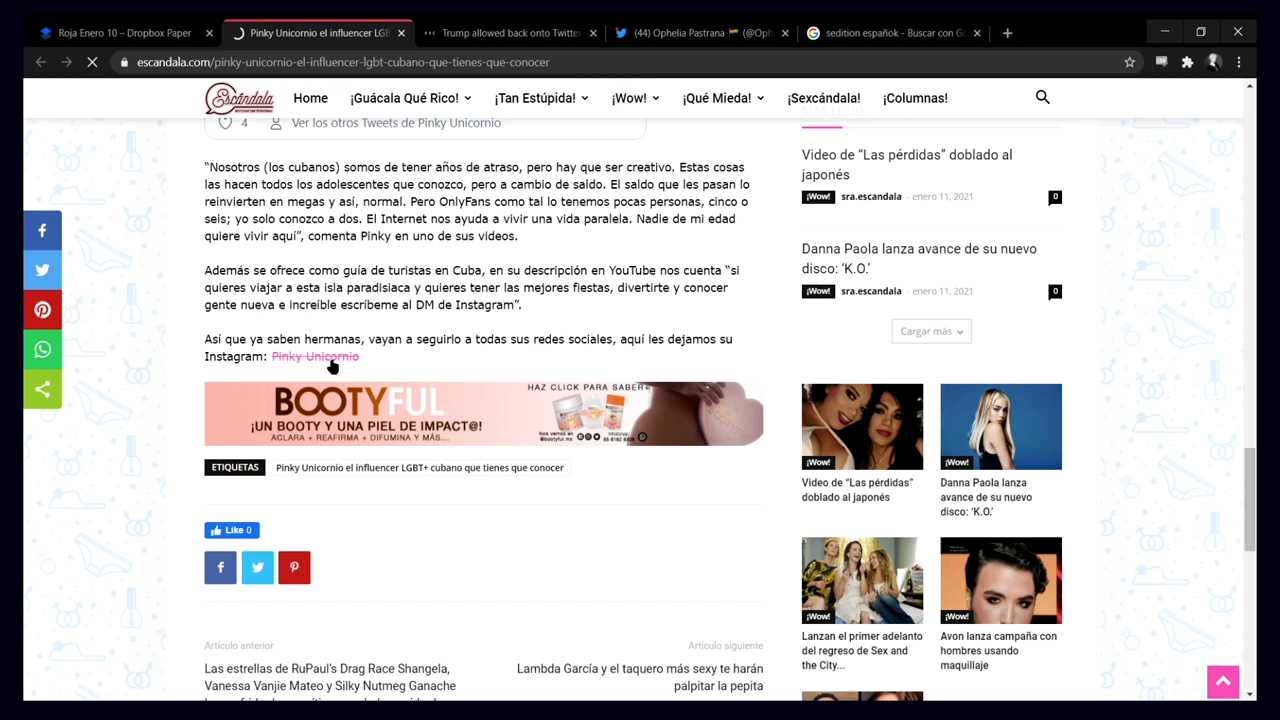 Roja Enero 10 – Dropbox Paper
Pinky Unicornio el influencer LGB
Trump allowed back onto Twitter
(44) Ophelia Pastrana 🏳️‍🌈 (@Oph
sedition español - Buscar con Go
escandala.com/pinky-unicornio-el-influencer-lgbt-cubano-que-tienes-que-conocer
Escándala
Home
¡Guácala Qué Rico!
¡Tan Estúpida!
¡Wow!
¡Qué Mieda!
¡Sexcándala!
¡Columnas!
4
Ver los otros Tweets de Pinky Unicornio
“Nosotros (los cubanos) somos de tener años de atraso, pero hay que ser creativo. Estas cosas
las hacen todos los adolescentes que conozco, pero a cambio de saldo. El saldo que les pasan lo
reinvierten en megas y así, normal. Pero OnlyFans como tal lo tenemos pocas personas, cinco o
seis; yo solo conozco a dos. El Internet nos ayuda a vivir una vida paralela. Nadie de mi edad
quiere vivir aquí”, comenta Pinky en uno de sus videos.
Además se ofrece como guía de turistas en Cuba, en su descripción en YouTube nos cuenta “si
quieres viajar a esta isla paradisiaca y quieres tener las mejores fiestas, divertirte y conocer
gente nueva e increíble escríbeme al DM de Instagram”.
Así que ya saben hermanas, vayan a seguirlo a todas sus redes sociales, aquí les dejamos su
Instagram: Pinky Unicornio
BOOTYFUL
¡UN BOOTY Y UNA PIEL DE IMPACT@!
ACLARA + REAFIRMA + DIFUMINA Y MÁS...
HAZ CLICK PARA SABER+
ETIQUETAS
Pinky Unicornio el influencer LGBT+ cubano que tienes que conocer
Like 0
Artículo anterior
Las estrellas de RuPaul’s Drag Race Shangela,
Vanessa Vanjie Mateo y Silky Nutmeg Ganache
Artículo siguiente
Lambda García y el taquero más sexy te harán
palpitar la pepita
Video de “Las pérdidas” doblado al
japonés
¡Wow! sra.escandala - enero 11, 2021 0
Danna Paola lanza avance de su nuevo
disco: ‘K.O.’
¡Wow! sra.escandala - enero 11, 2021 0
Cargar más
¡Wow!
Video de “Las pérdidas”
doblado al japonés
¡Wow!
Danna Paola lanza
avance de su nuevo
disco: ‘K.O.’
¡Wow!
Lanzan el primer adelanto
del regreso de Sex and
the City...
¡Wow!
Avon lanza campaña con
hombres usando
maquillaje